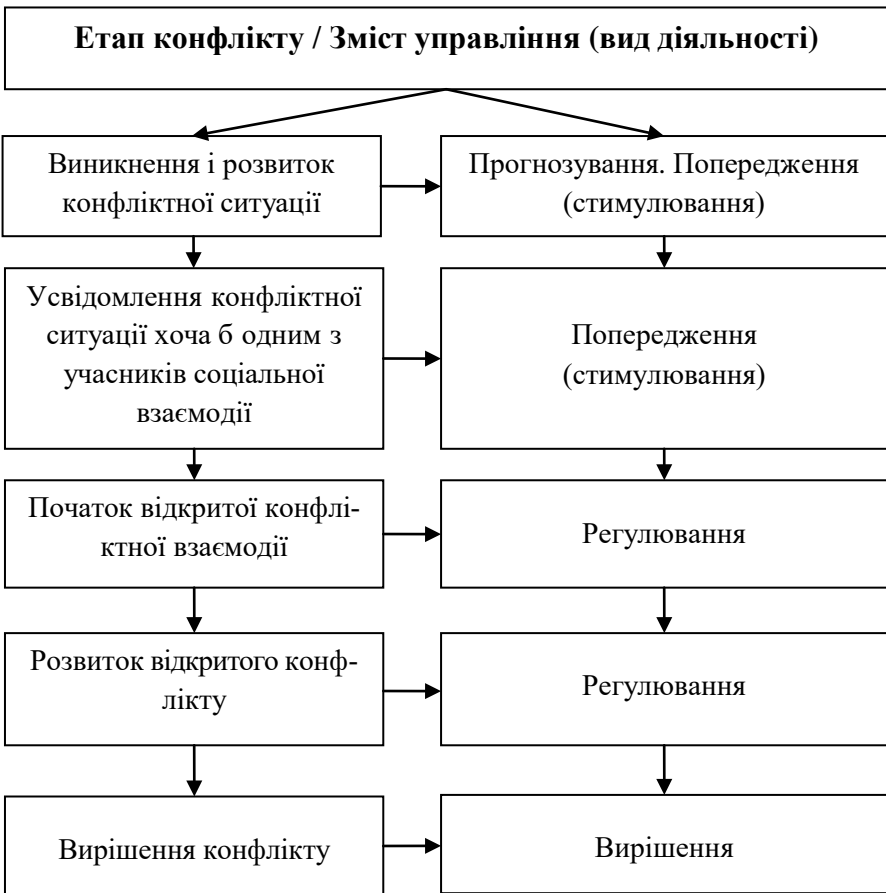 Етап конфлікту / Зміст управління (вид діяльності)
Виникнення і розвиток
конфліктної ситуації
Прогнозування. Попередження
(стимулювання)
Усвідомлення конфліктної
ситуації хоча б одним з
учасників соціальної
взаємодії
Попередження
(стимулювання)
Початок відкритої конфлі-
ктної взаємодії
Регулювання
Розвиток відкритого конф-
лікту
Регулювання
Вирішення конфлікту
Вирішення